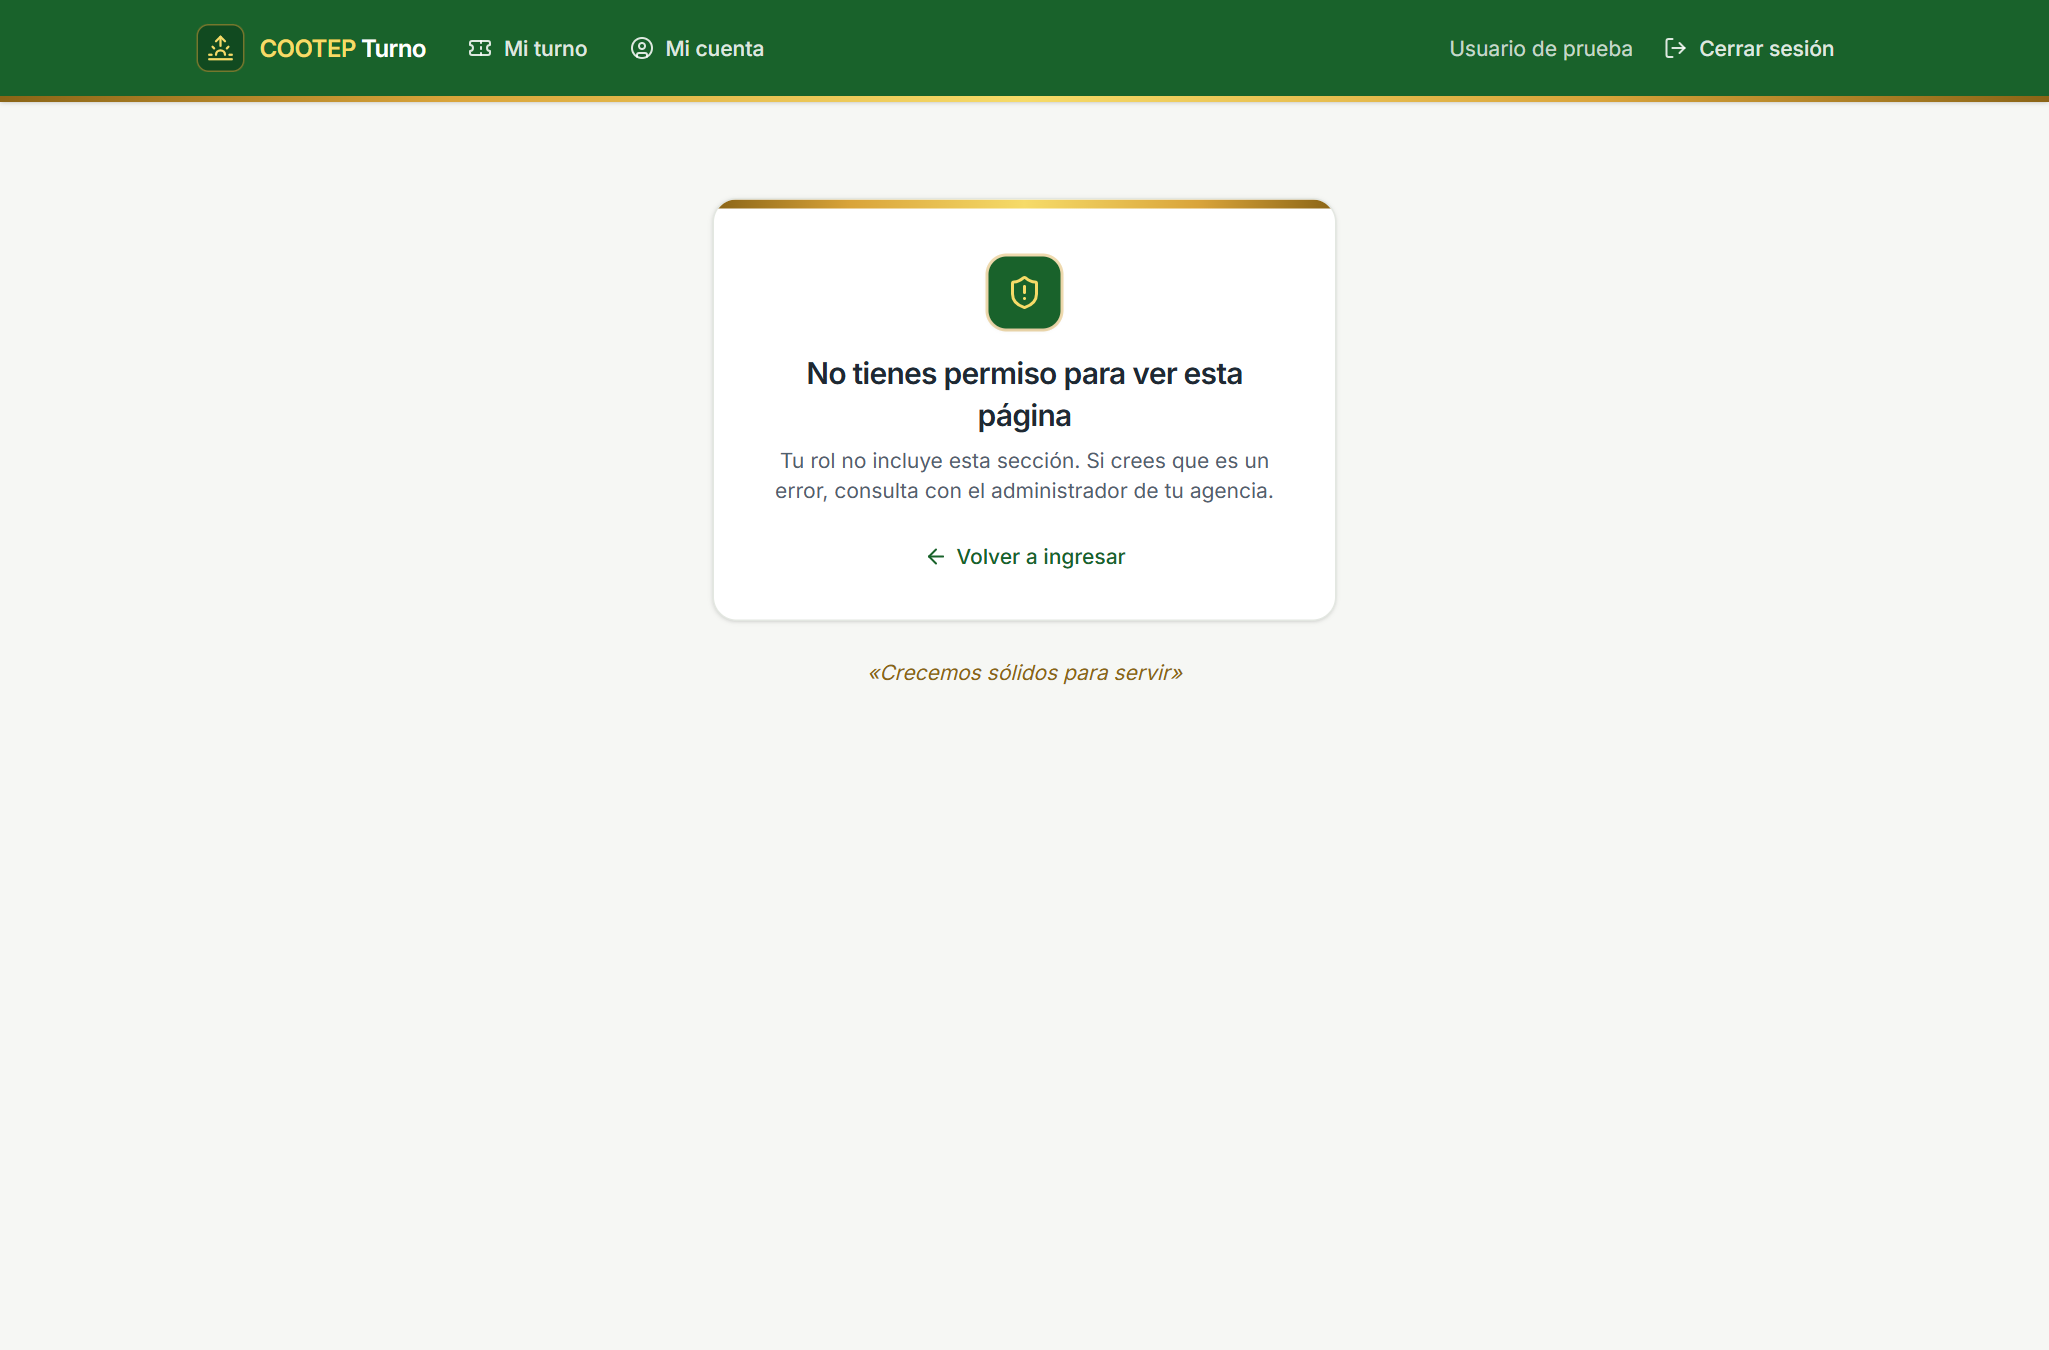 COOTEP Turno
Mi turno
Mi cuenta
Usuario de prueba
Cerrar sesión
No tienes permiso para ver esta
página
Tu rol no incluye esta sección. Si crees que es un
error, consulta con el administrador de tu agencia.
Volver a ingresar
«Crecemos sólidos para servir»